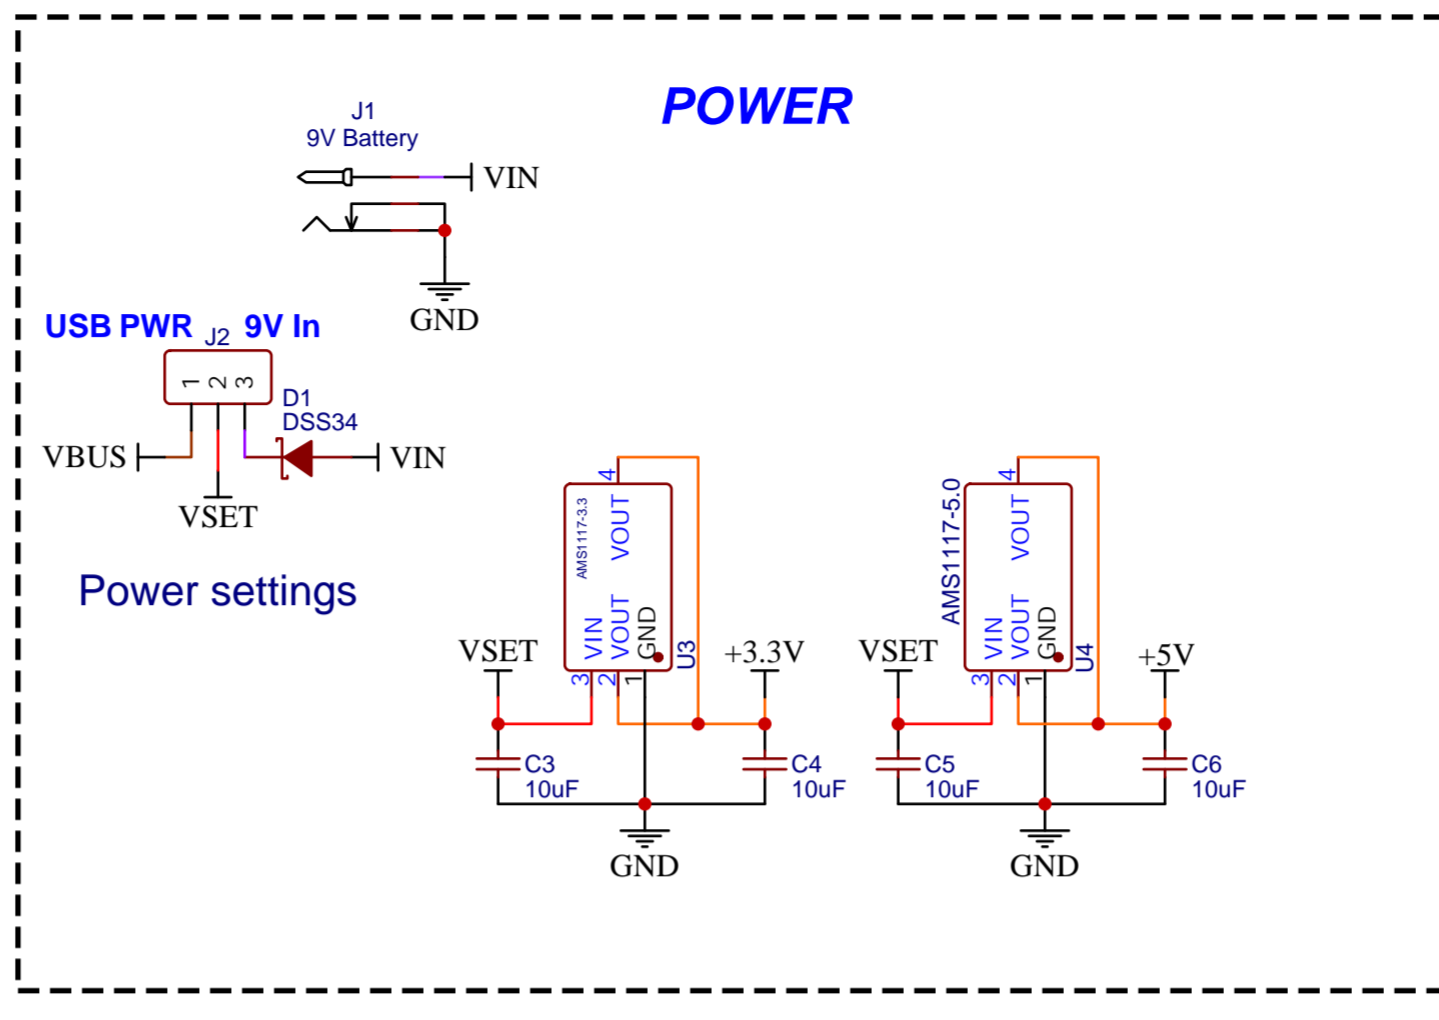 POWER
J1
9V Battery
VIN
GND
USB PWR
J2
9V In
1
2
3
D1
DSS34
VBUS
VIN
VSET
Power settings
4
AMS1117-3.3
VOUT
VIN
VOUT
GND
U3
3
2
1
VSET
+3.3V
C3
10uF
C4
10uF
GND
4
AMS1117-5.0
VOUT
VIN
VOUT
GND
U4
3
2
1
VSET
+5V
C5
10uF
C6
10uF
GND